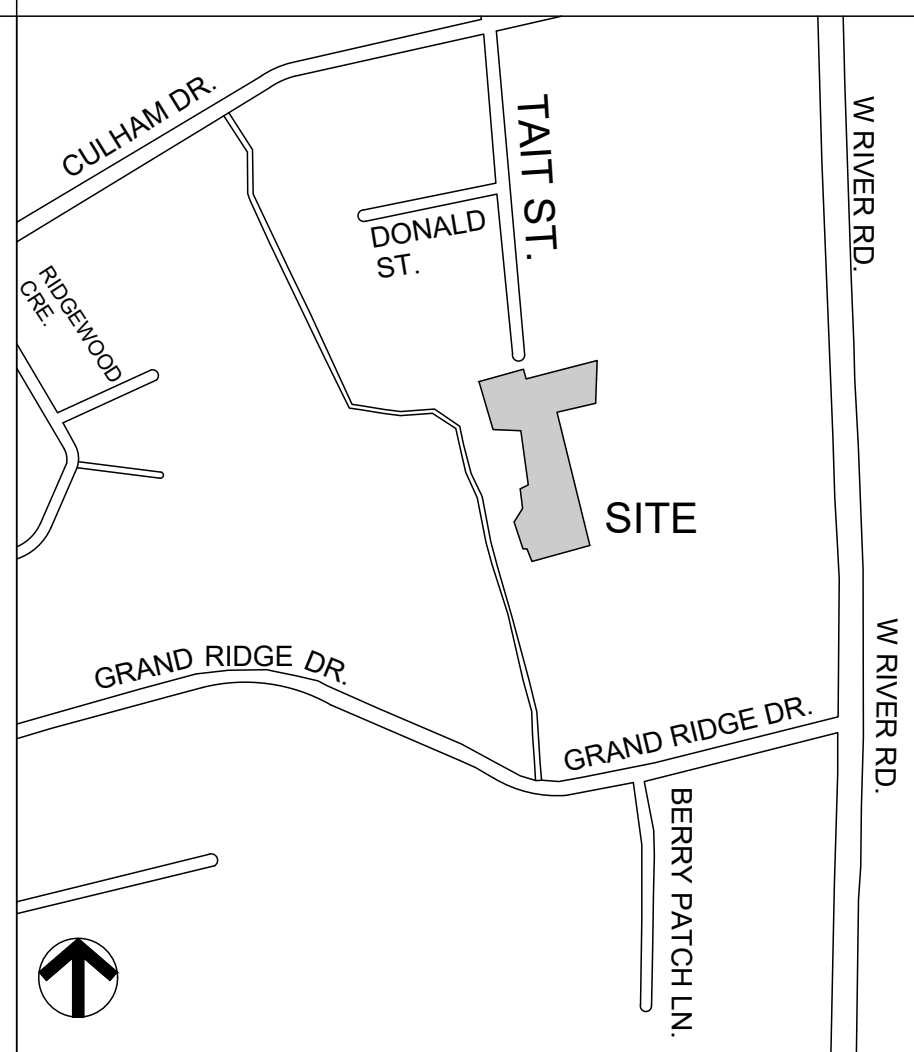 CULHAM DR.
TAIT ST.
W RIVER RD.
DONALD
ST.
RIDGEWOOD
CRE.
SITE
GRAND RIDGE DR.
W RIVER RD.
GRAND RIDGE DR.
BERRY PATCH LN.